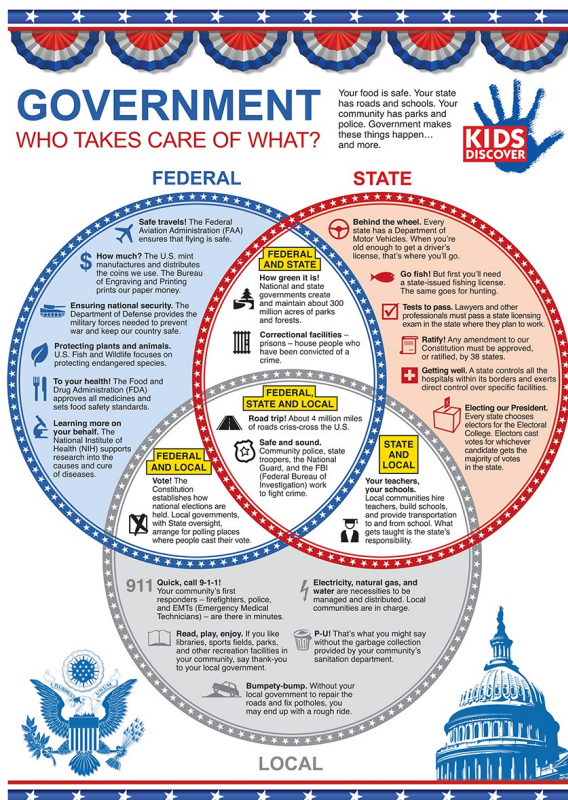 GOVERNMENT
WHO TAKES CARE OF WHAT?
Your food is safe. Your state
has roads and schools. Your
community has parks and
police. Government makes
these things happen…
and more.
KIDS
DISCOVER
FEDERAL
STATE
Safe travels! The Federal
Aviation Administration (FAA)
ensures that flying is safe.
$ How much? The U.S. mint
manufactures and distributes
the coins we use. The Bureau
of Engraving and Printing
prints our paper money.
Ensuring national security. The
Department of Defense provides the
military forces needed to prevent
war and keep our country safe.
Protecting plants and animals.
U.S. Fish and Wildlife focuses on
protecting endangered species.
To your health! The Food and
Drug Administration (FDA)
approves all medicines and
sets food safety standards.
Learning more on
your behalf. The
National Institute of
Health (NIH) supports
research into the
causes and cure
of diseases.
FEDERAL
AND STATE
How green it is!
National and state
governments create
and maintain about 300
million acres of parks
and forests.
Correctional facilities –
prisons – house people who
have been convicted of a
crime.
Behind the wheel. Every
state has a Department of
Motor Vehicles. When you're
old enough to get a driver's
license, that's where you'll go.
Go fish! But first you'll need
a state-issued fishing license.
The same goes for hunting.
Tests to pass. Lawyers and other
professionals must pass a state licensing
exam in the state where they plan to work.
Ratify! Any amendment to our
Constitution must be approved,
or ratified, by 38 states.
Getting well. A state controls all the
hospitals within its borders and exerts
direct control over specific facilities.
Electing our President.
Every state chooses
electors for the Electoral
College. Electors cast
votes for whichever
candidate gets the
majority of votes
in the state.
FEDERAL,
STATE AND LOCAL
Road trip! About 4 million miles
of roads criss-cross the U.S.
Safe and sound.
Community police, state
troopers, the National
Guard, and the FBI
(Federal Bureau of
Investigation) work
to fight crime.
FEDERAL
AND LOCAL
Vote! The
Constitution
establishes how
national elections are
held. Local governments,
with State oversight,
arrange for polling places
where people cast their vote.
STATE
AND
LOCAL
Your teachers,
your schools.
Local communities hire
teachers, build schools,
and provide transportation
to and from school. What
gets taught is the state's
responsibility.
911 Quick, call 9-1-1!
Your community's first
responders – firefighters, police,
and EMTs (Emergency Medical
Technicians) – are there in minutes.
Electricity, natural gas, and
water are necessities to be
managed and distributed. Local
communities are in charge.
Read, play, enjoy. If you like
libraries, sports fields, parks,
and other recreation facilities in
your community, say thank-you
to your local government.
P-U! That's what you might say
without the garbage collection
provided by your community's
sanitation department.
Bumpety-bump. Without your
local government to repair the
roads and fix potholes, you
may end up with a rough ride.
LOCAL